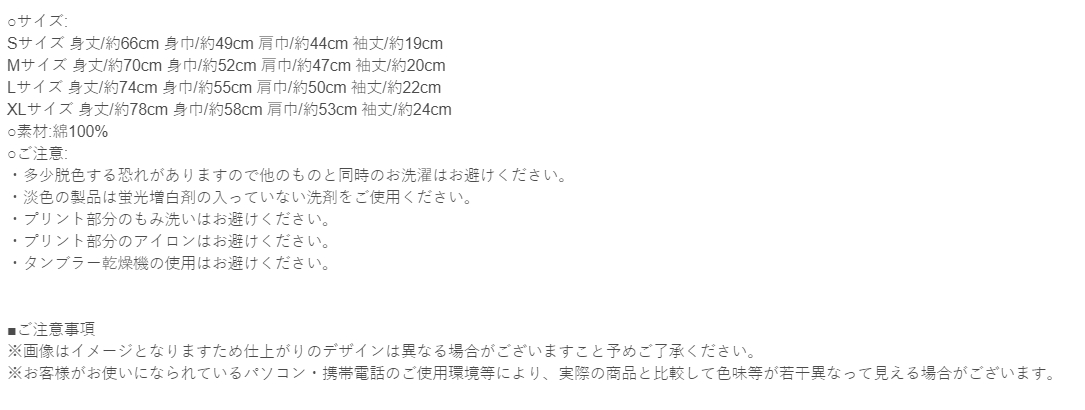 ○サイズ:
Sサイズ 身丈/約66cm 身巾/約49cm 肩巾/約44cm 袖丈/約19cm
Mサイズ 身丈/約70cm 身巾/約52cm 肩巾/約47cm 袖丈/約20cm
Lサイズ 身丈/約74cm 身巾/約55cm 肩巾/約50cm 袖丈/約22cm
XLサイズ 身丈/約78cm 身巾/約58cm 肩巾/約53cm 袖丈/約24cm
○素材:綿100%
○ご注意:
・多少脱色する恐れがありますので他のものと同時のお洗濯はお避けください。
・淡色の製品は蛍光増白剤の入っていない洗剤をご使用ください。
・プリント部分のもみ洗いはお避けください。
・プリント部分のアイロンはお避けください。
・タンブラー乾燥機の使用はお避けください。
■ご注意事項
※画像はイメージとなりますため仕上がりのデザインは異なる場合がございますこと予めご了承ください。
※お客様がお使いになられているパソコン・携帯電話のご使用環境等により、実際の商品と比較して色味等が若干異なって見える場合がございます。